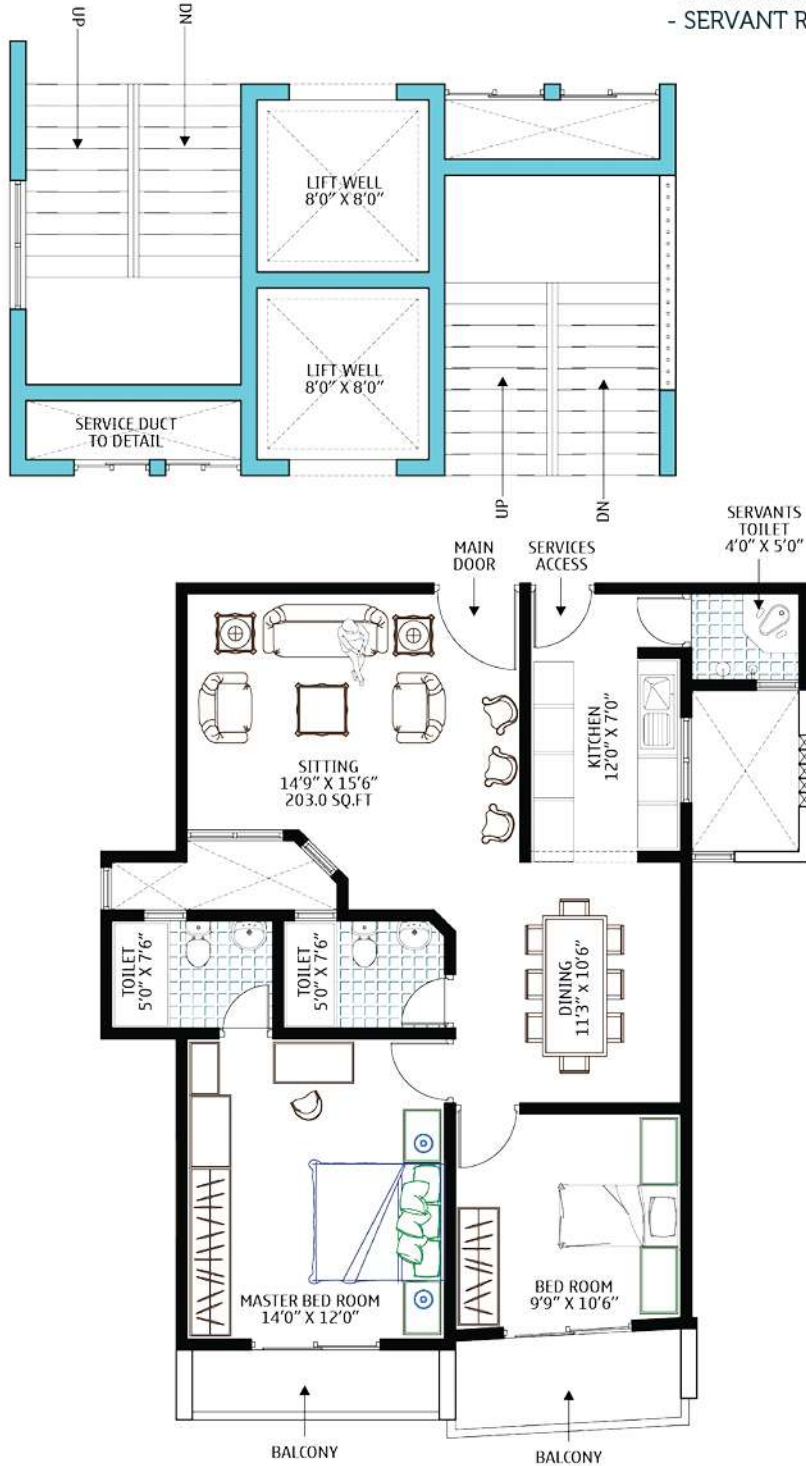 - SERVANT R
UP
DN
LIFT WELL
8'0" X 8'0"
LIFT WELL
8'0" X 8'0"
SERVICE DUCT
TO DETAIL
UP
DN
SERVANTS
TOILET
4'0" X 5'0"
MAIN
DOOR
SERVICES
ACCESS
KITCHEN
12'0" X 7'0"
SITTING
14'9" X 15'6"
203.0 SQ.FT
TOILET
5'0" X 7'6"
TOILET
5'0" X 7'6"
DINING
11'3" x 10'6"
MASTER BED ROOM
14'0" X 12'0"
BED ROOM
9'9" X 10'6"
BALCONY
BALCONY